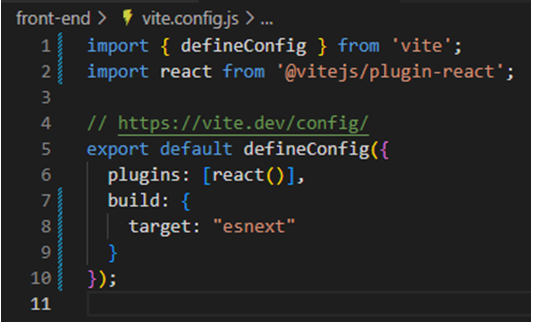 front-end > vite.config.js > ...
1 import { defineConfig } from 'vite';
2 import react from '@vitejs/plugin-react';
3
4 // https://vite.dev/config/
5 export default defineConfig({
6   plugins: [react()],
7   build: {
8     target: "esnext"
9   }
10 });
11